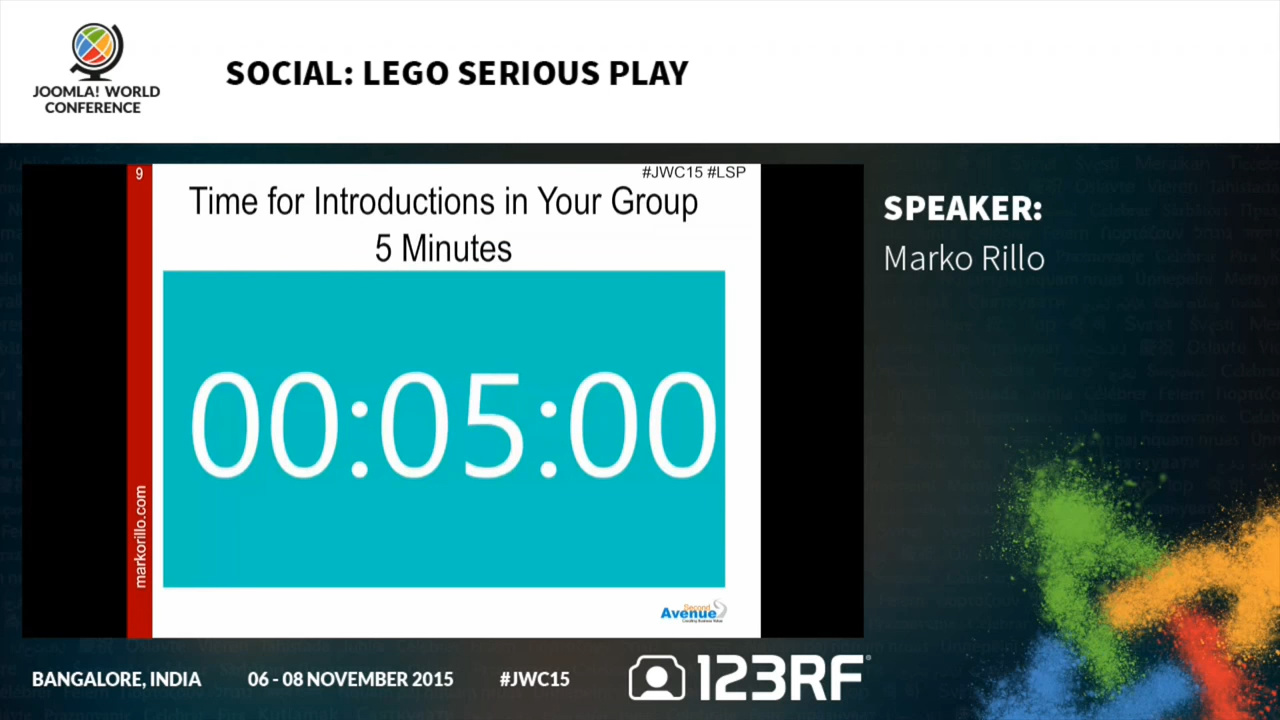 JOOMLA! WORLD
CONFERENCE
SOCIAL: LEGO SERIOUS PLAY
9
#JWC15 #LSP
Time for Introductions in Your Group
5 Minutes
00:05:00
markorillo.com
Second
Avenue
SPEAKER:
Marko Rillo
BANGALORE, INDIA
06 - 08 NOVEMBER 2015
#JWC15
123RF